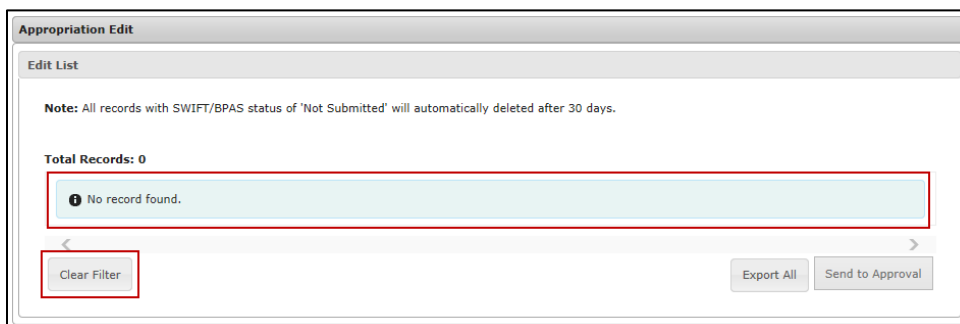 Appropriation Edit
Edit List
Note: All records with SWIFT/BPAS status of 'Not Submitted' will automatically deleted after 30 days.
Total Records: 0
No record found.
Clear Filter
Export All
Send to Approval